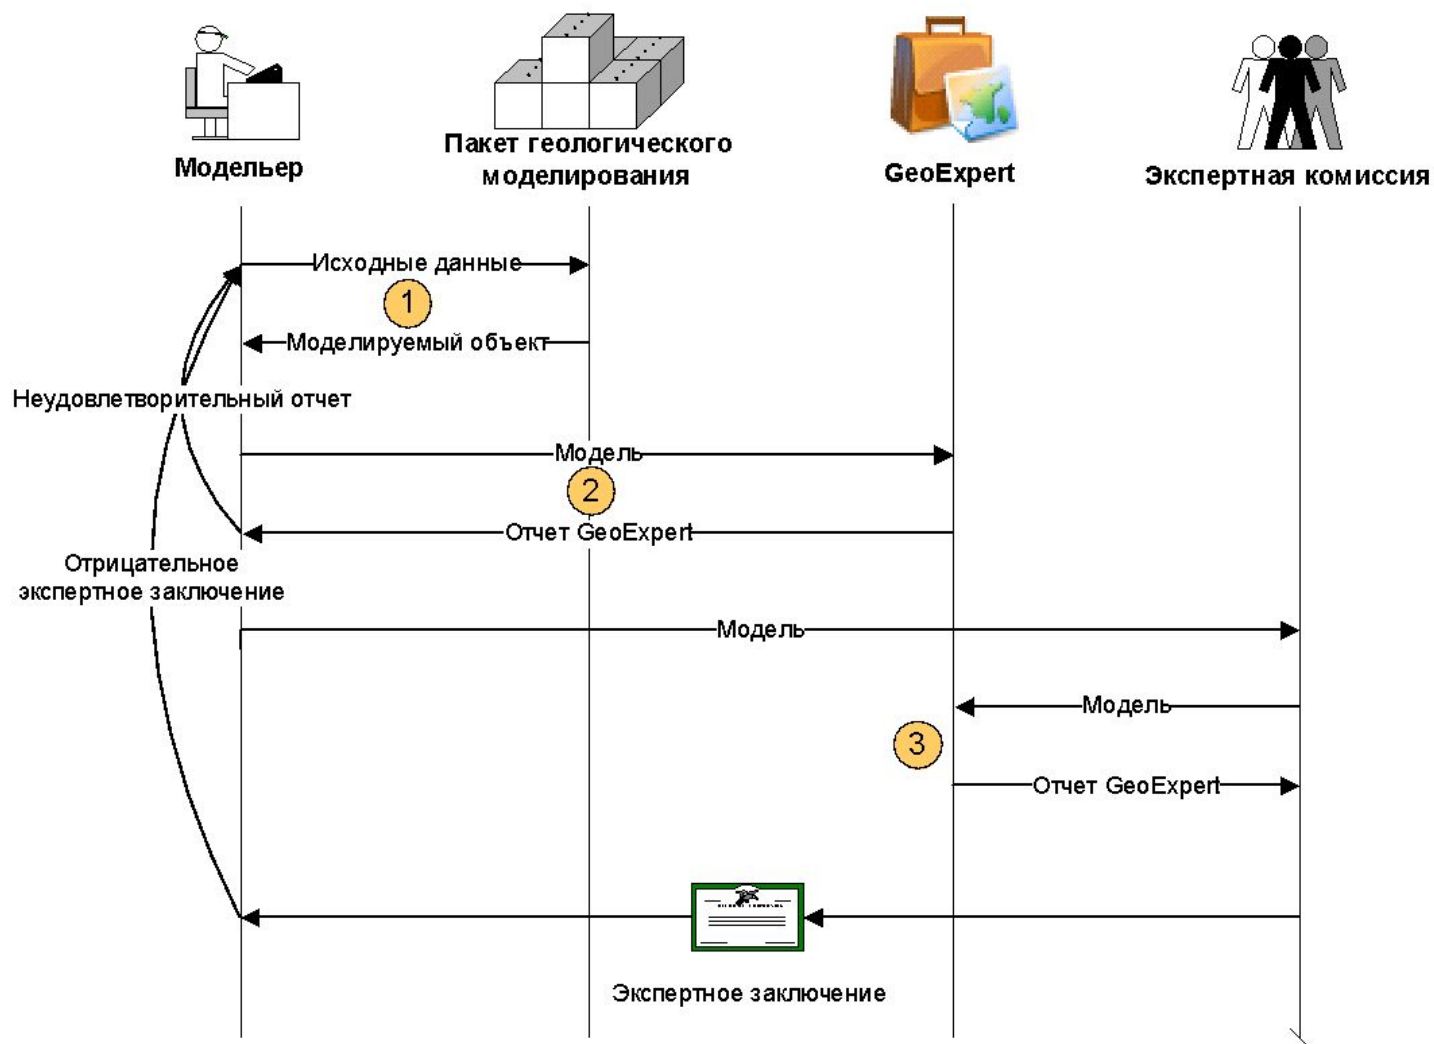 Модельер
Пакет геологического
моделирования
GeoExpert
Экспертная комиссия
Исходные данные
1
Моделируемый объект
Неудовлетворительный отчет
Модель
2
Отчет GeoExpert
Отрицательное
экспертное заключение
Модель
Модель
3
Отчет GeoExpert
Экспертное заключение